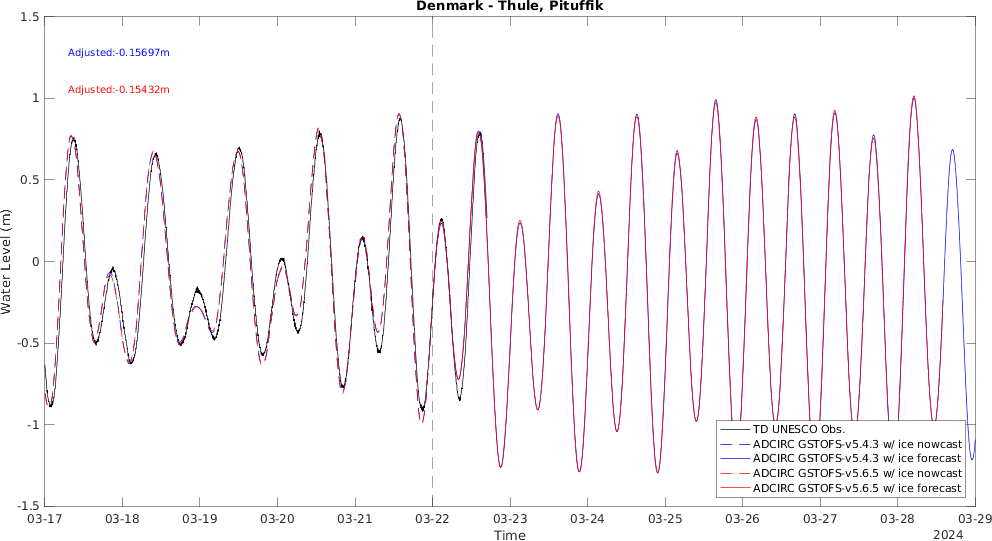 Denmark - Thule, Pituffik
1.5
1
0.5
0
-0.5
-1
-1.5
Water Level (m)
Adjusted:-0.15697m
Adjusted:-0.15432m
TD UNESCO Obs.
ADCIRC GSTOFS-v5.4.3 w/ ice nowcast
ADCIRC GSTOFS-v5.4.3 w/ ice forecast
ADCIRC GSTOFS-v5.6.5 w/ ice nowcast
ADCIRC GSTOFS-v5.6.5 w/ ice forecast
03-17 03-18 03-19 03-20 03-21 03-22 03-23 03-24 03-25 03-26 03-27 03-28 03-29
Time
2024